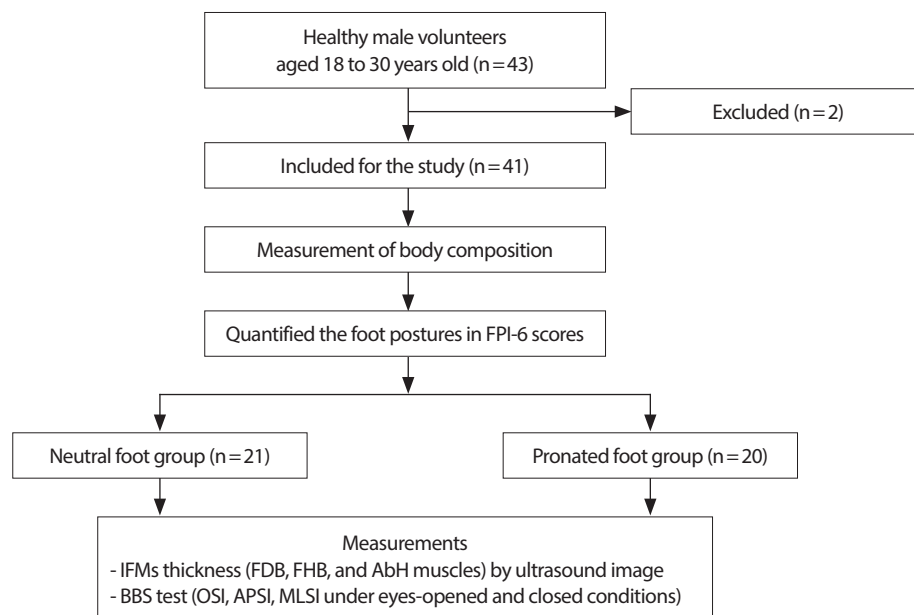 Healthy male volunteers
aged 18 to 30 years old (n=43)
Excluded (n=2)
Included for the study (n=41)
Measurement of body composition
Quantified the foot postures in FPI-6 scores
Neutral foot group (n=21)
Pronated foot group (n=20)
Measurements
- IFMs thickness (FDB, FHB, and AbH muscles) by ultrasound image
- BBS test (OSI, APSI, MLSI under eyes-opened and closed conditions)